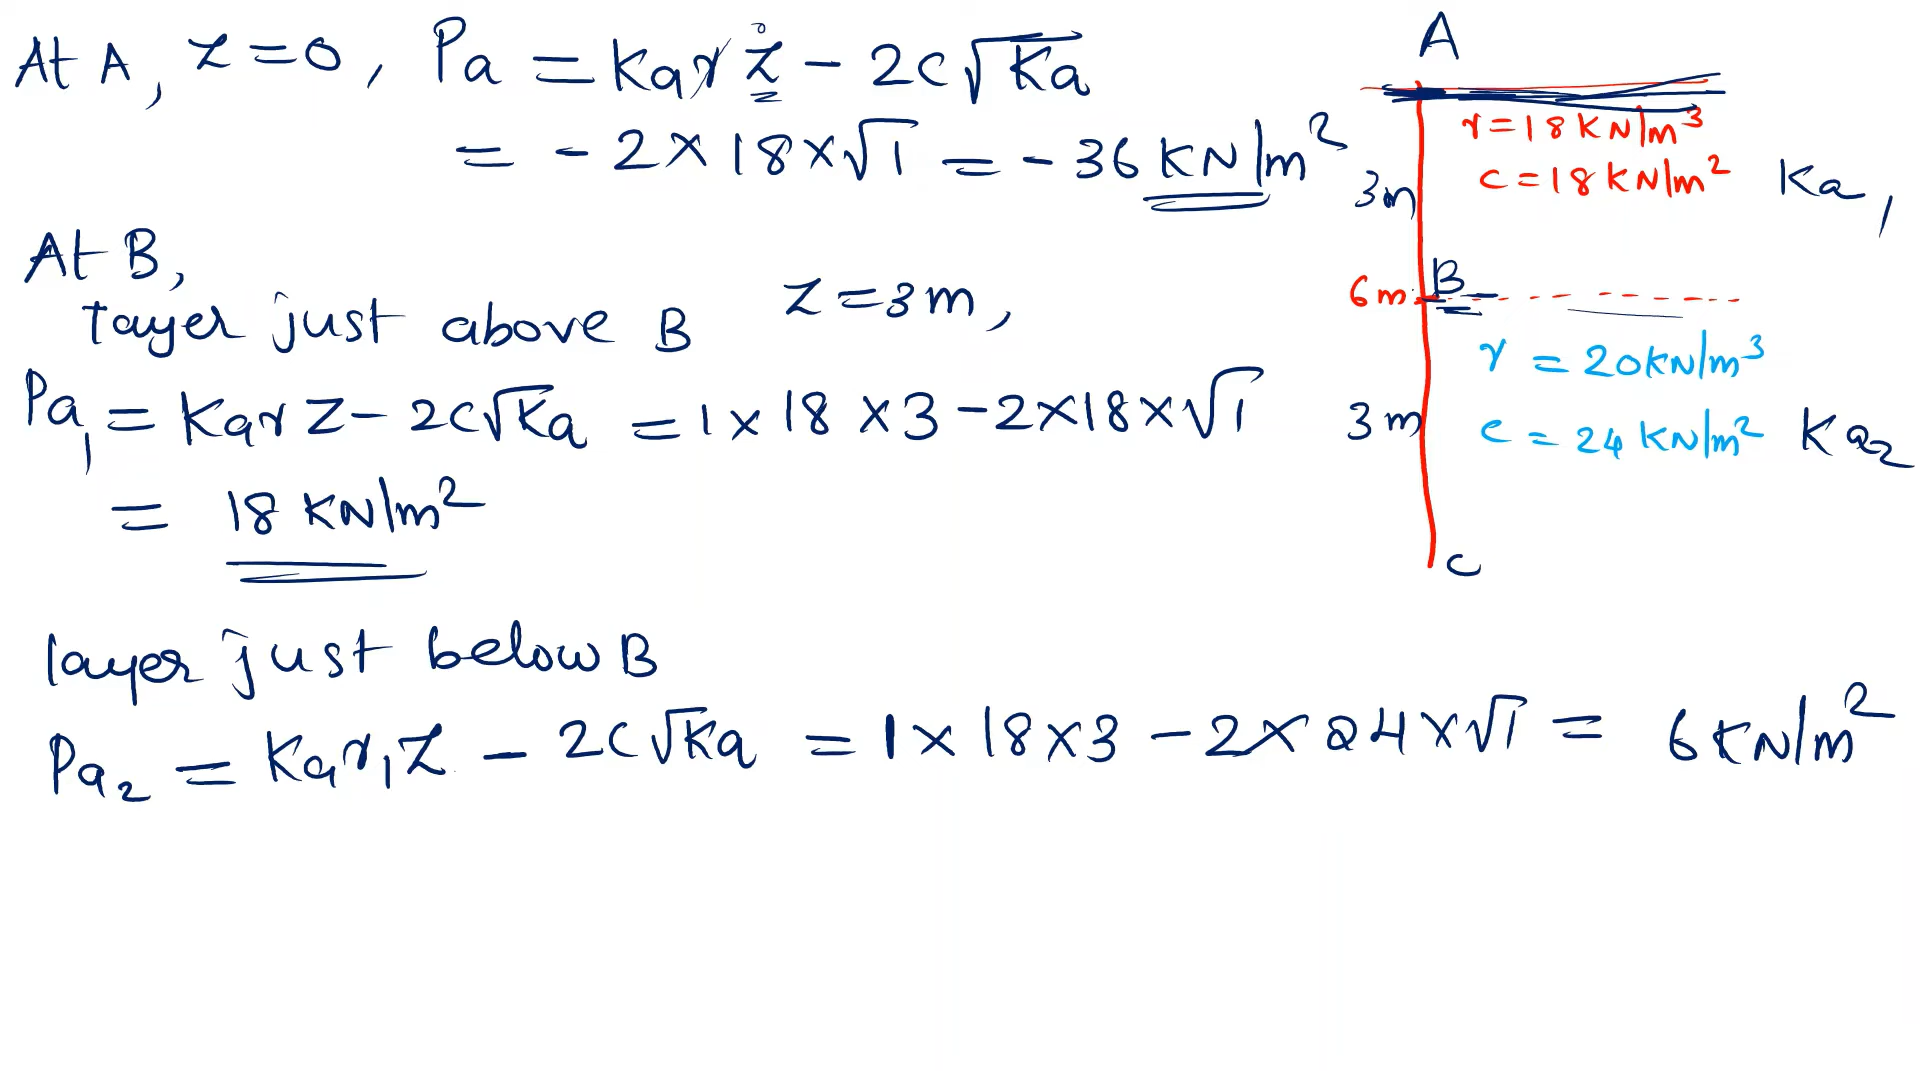 At A, z = 0, Pa = Kaγz - 2c√Ka
= - 2 × 18 × √1 = - 36 KN/m²
At B,
layer just above B z = 3m,
Pa₁ = Kaγz - 2c√Ka = 1 × 18 × 3 - 2×18×√1
= 18 KN/m²
layer just below B
Pa₂ = Kaγ₁z - 2c√Ka = 1 × 18×3 - 2×24×√1 = 6 KN/m²
A
γ = 18 KN/m³
c = 18 KN/m² Ka₁
3m
6m B
γ = 20KN/m³
3m c = 24 KN/m² Ka₂
C